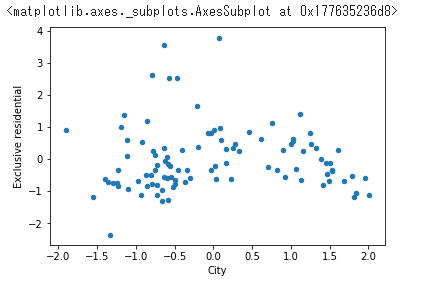 <matplotlib.axes._subplots.AxesSubplot at 0x177635236d8>
4
3
2
1
0
−1
−2
Exclusive residential
−2.0 −1.5 −1.0 −0.5 0.0 0.5 1.0 1.5 2.0
City